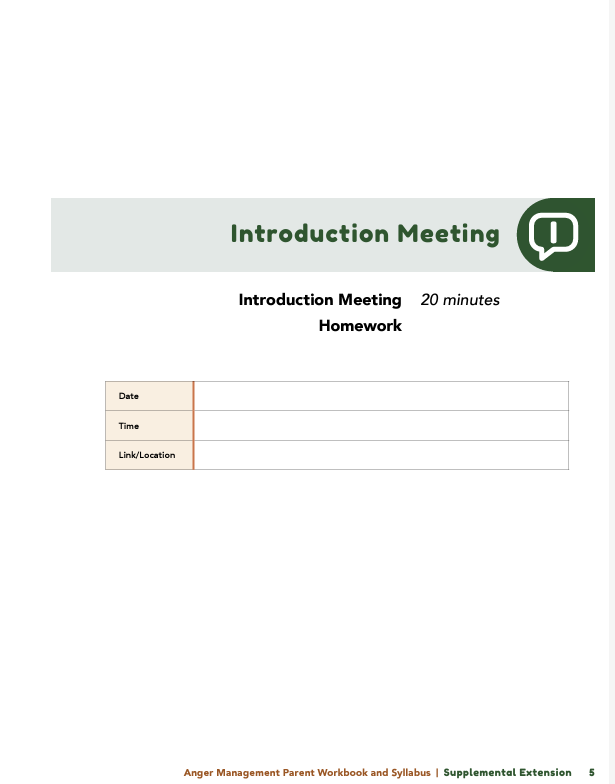 Introduction Meeting
Introduction Meeting 20 minutes
Homework
Date
Time
Link/Location
Anger Management Parent Workbook and Syllabus | Supplemental Extension 5